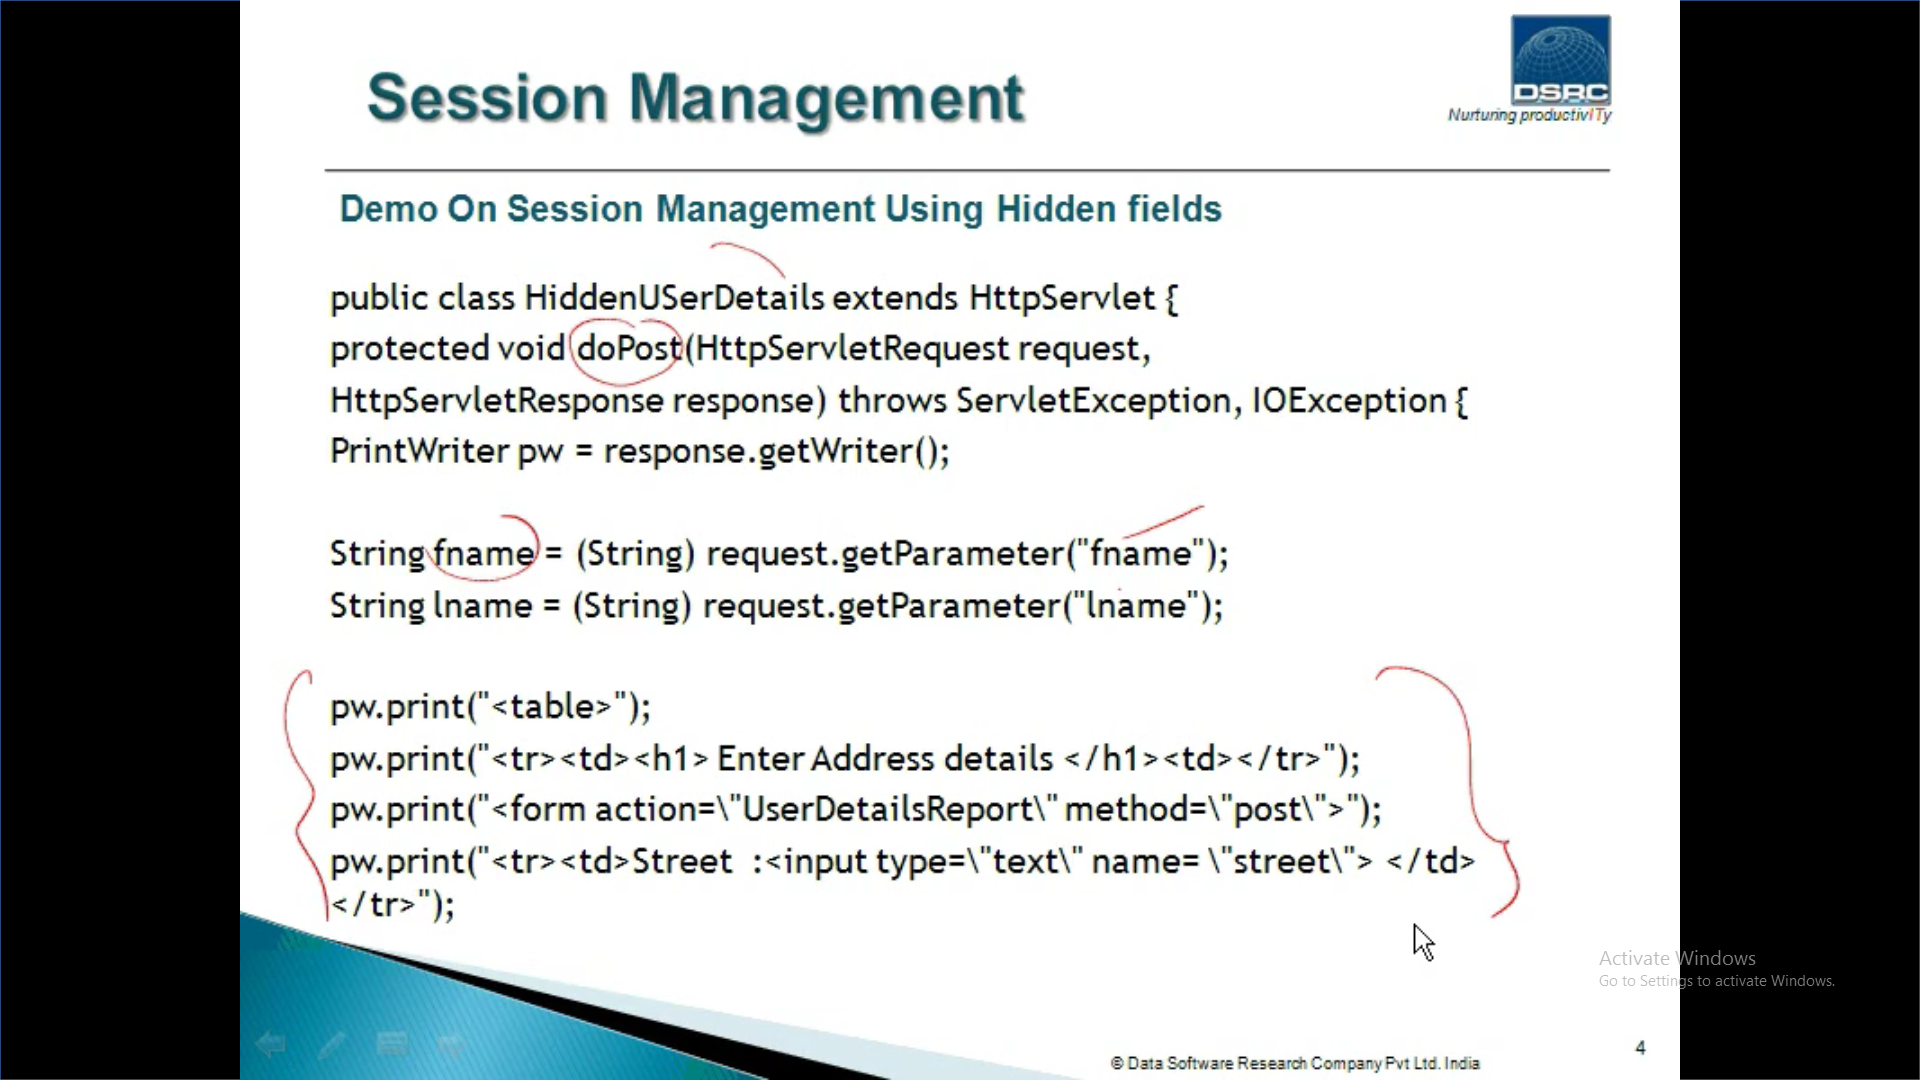 Session Management
DSRC
Nurturing productivITy
Demo On Session Management Using Hidden fields
public class HiddenUSerDetails extends HttpServlet {
protected void doPost(HttpServletRequest request,
HttpServletResponse response) throws ServletException, IOException {
PrintWriter pw = response.getWriter();
String fname = (String) request.getParameter("fname");
String lname = (String) request.getParameter("lname");
pw.print("<table>");
pw.print("<tr><td><h1> Enter Address details </h1><td></tr>");
pw.print("<form action=\"UserDetailsReport\" method=\"post\">");
pw.print("<tr><td>Street  :<input type=\"text\" name= \"street\"> </td>
</tr>");
Activate Windows
Go to Settings to activate Windows.
4
© Data Software Research Company Pvt Ltd. India